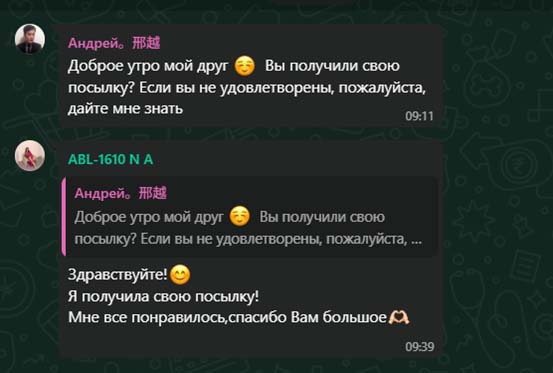 Андрей。邢越
Доброе утро мой друг ☺️ Вы получили свою
посылку? Если вы не удовлетворены, пожалуйста,
дайте мне знать
09:11
ABL-1610 N A
Андрей。邢越
Доброе утро мой друг ☺️ Вы получили свою
посылку? Если вы не удовлетворены, пожалуйста, ...
Здравствуйте!😊
Я получила свою посылку!
Мне все понравилось,спасибо Вам большое🫶🏻
09:39